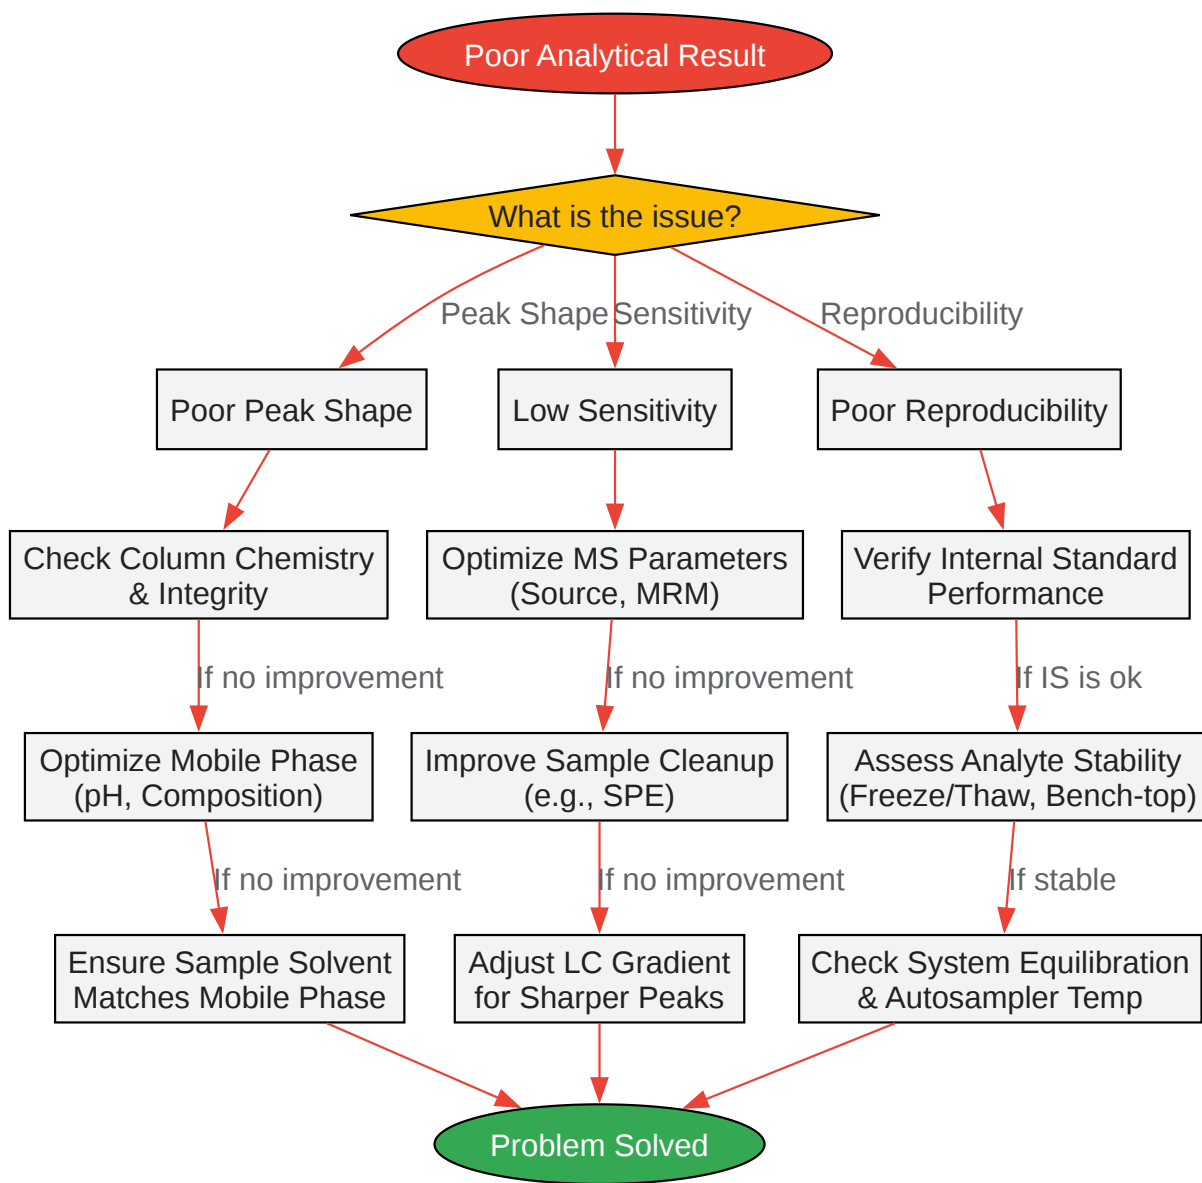 Poor Analytical Result
What is the issue?
Peak Shape
Sensitivity
Reproducibility
Poor Peak Shape
Low Sensitivity
Poor Reproducibility
Check Column Chemistry
& Integrity
Optimize MS Parameters
(Source, MRM)
Verify Internal Standard
Performance
If no improvement
If no improvement
If IS is ok
Optimize Mobile Phase
(pH, Composition)
Improve Sample Cleanup
(e.g., SPE)
Assess Analyte Stability
(Freeze/Thaw, Bench-top)
If no improvement
If no improvement
If stable
Ensure Sample Solvent
Matches Mobile Phase
Adjust LC Gradient
for Sharper Peaks
Check System Equilibration
& Autosampler Temp
Problem Solved